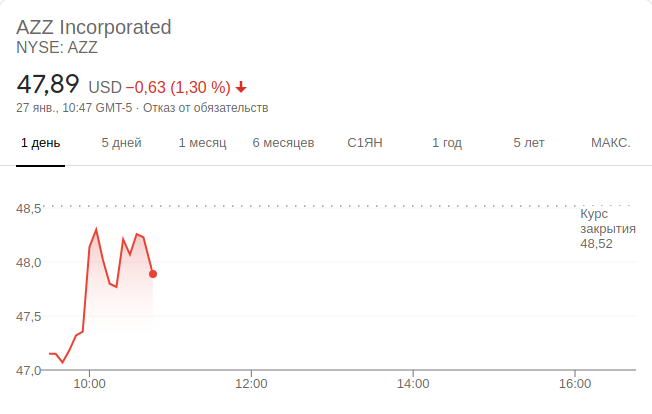 AZZ Incorporated
NYSE: AZZ
47,89 USD −0,63 (1,30 %)
27 янв., 10:47 GMT-5 · Отказ от обязательств
1 день 5 дней 1 месяц 6 месяцев С1ЯН 1 год 5 лет МАКС.
48,5
Курс
закрытия
48,52
48,0
47,5
47,0
10:00 12:00 14:00 16:00